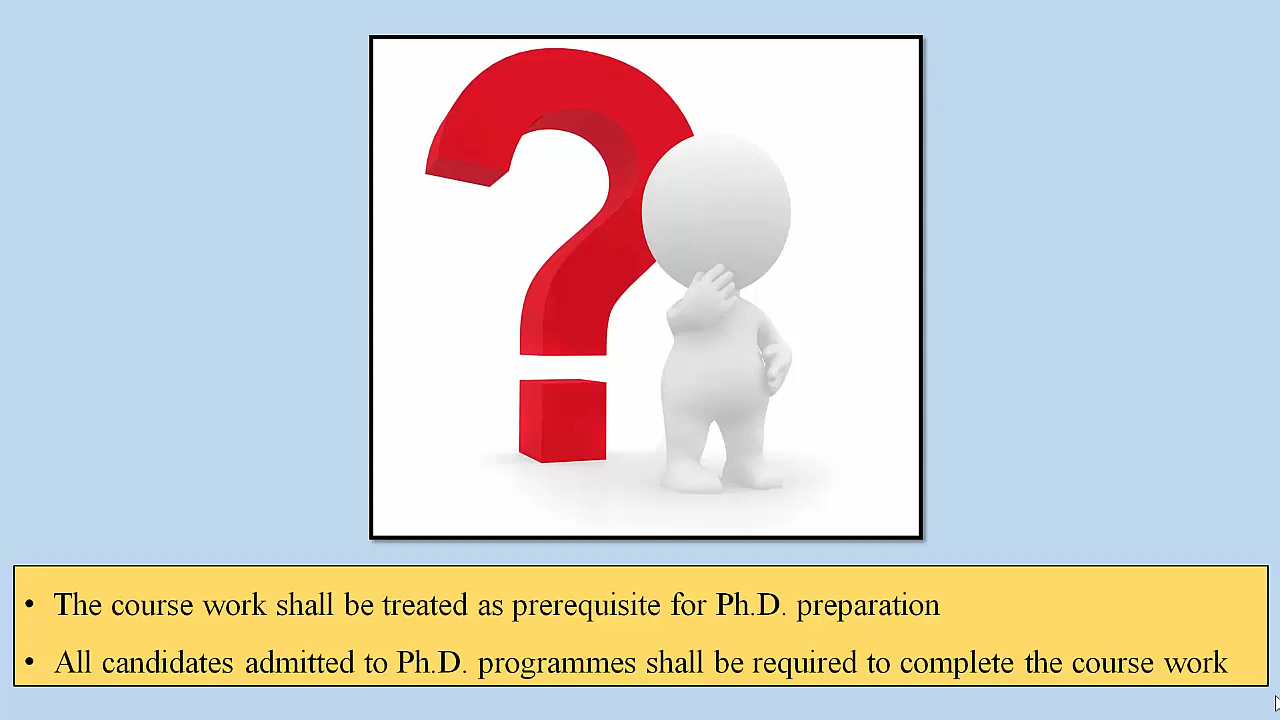 • The course work shall be treated as prerequisite for Ph.D. preparation
• All candidates admitted to Ph.D. programmes shall be required to complete the course work